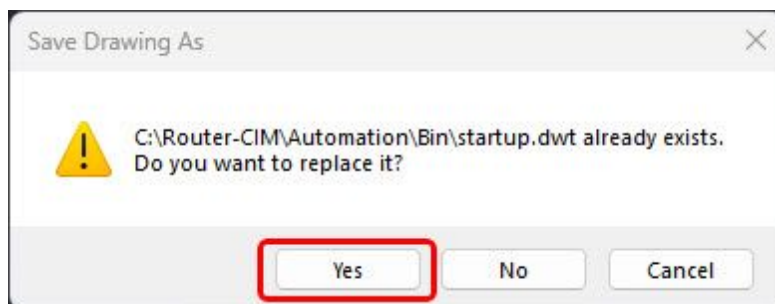 Save Drawing As
C:\Router-CIM\Automation\Bin\startup.dwt already exists.
Do you want to replace it?
Yes No Cancel